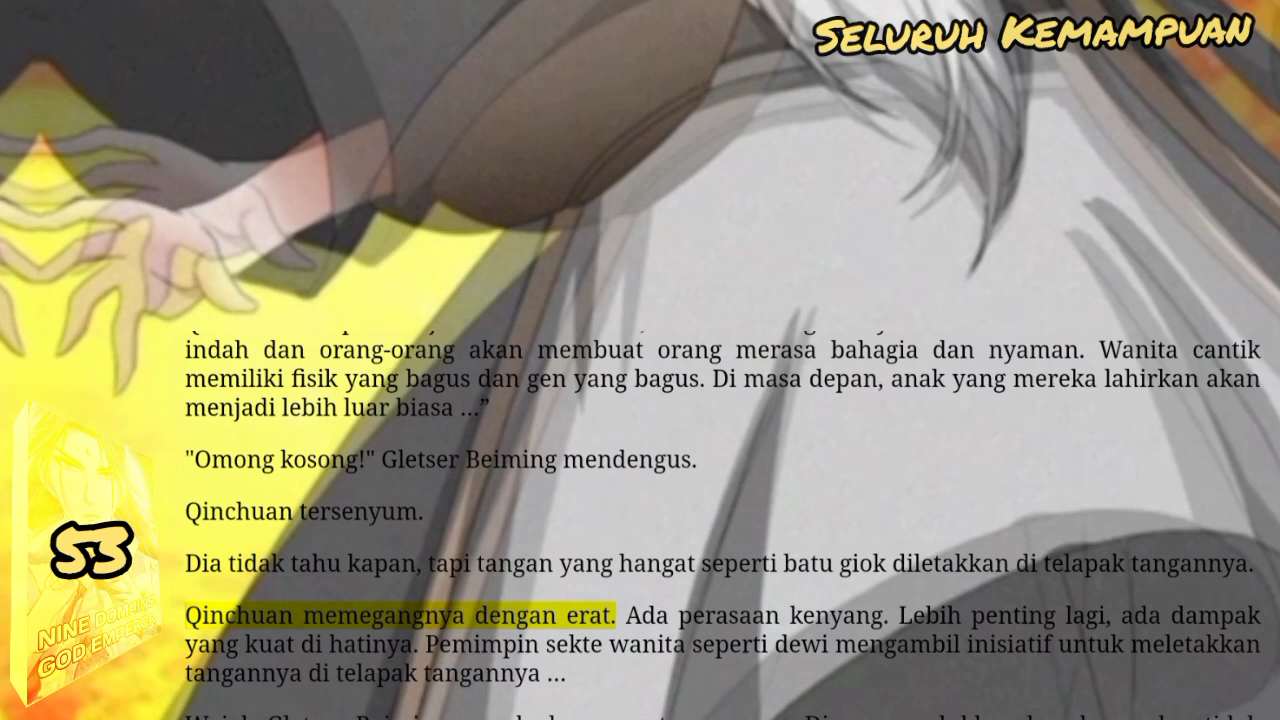 Seluruh Kemampuan
indah dan orang-orang akan membuat orang merasa bahagia dan nyaman. Wanita cantik
memiliki fisik yang bagus dan gen yang bagus. Di masa depan, anak yang mereka lahirkan akan
menjadi lebih luar biasa ...”
"Omong kosong!" Gletser Beiming mendengus.
Qinchuan tersenyum.
Dia tidak tahu kapan, tapi tangan yang hangat seperti batu giok diletakkan di telapak tangannya.
Qinchuan memegangnya dengan erat. Ada perasaan kenyang. Lebih penting lagi, ada dampak
yang kuat di hatinya. Pemimpin sekte wanita seperti dewi mengambil inisiatif untuk meletakkan
tangannya di telapak tangannya ...
53
NINE DOMAINS
GOD EMPEROR